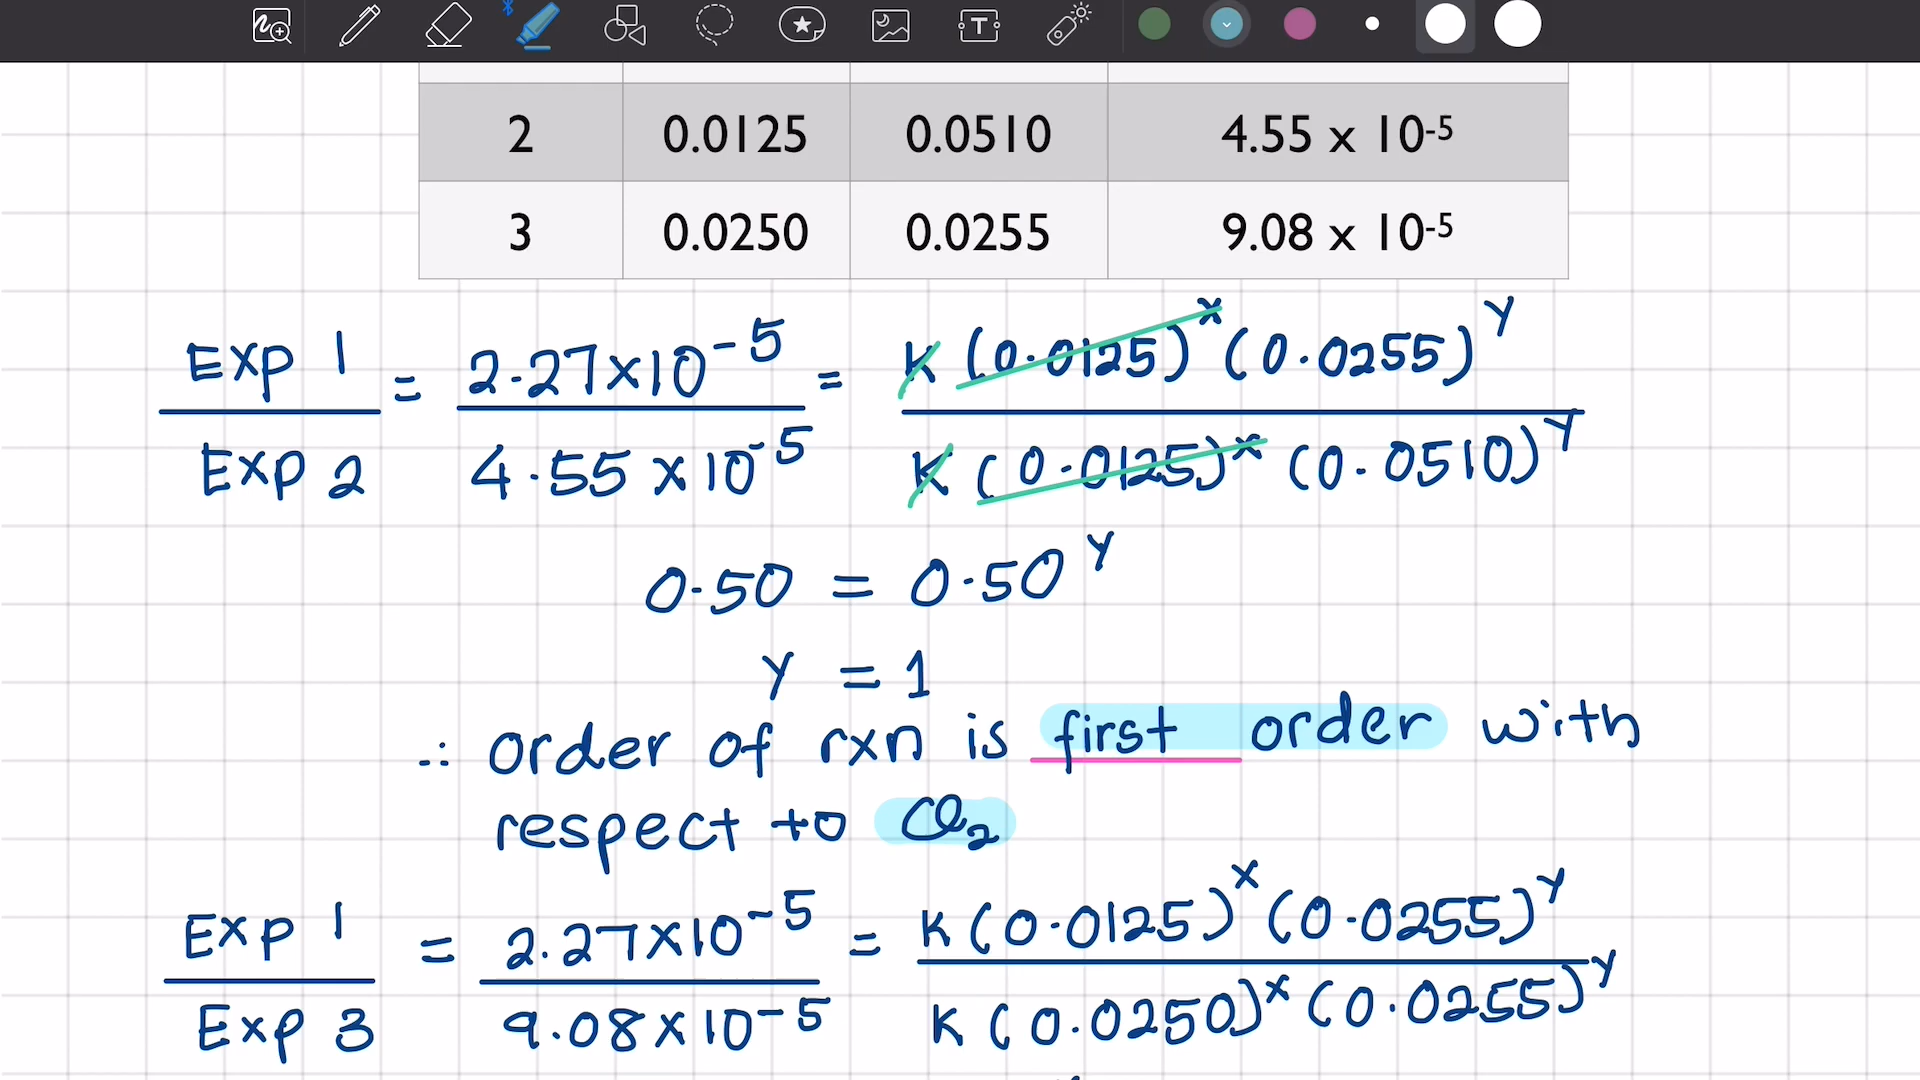 2 0.0125 0.0510 4.55 x 10-5
3 0.0250 0.0255 9.08 x 10-5
Exp 1 / Exp 2 = 2.27x10^-5 / 4.55x10^-5 = K(0.0125)^x(0.0255)^y / K(0.0125)^x(0.0510)^y
0.50 = 0.50^y
y = 1
∴ order of rxn is first order with
respect to Cl₂
Exp 1 / Exp 3 = 2.27x10^-5 / 9.08x10^-5 = K(0.0125)^x(0.0255)^y / K(0.0250)^x(0.0255)^y